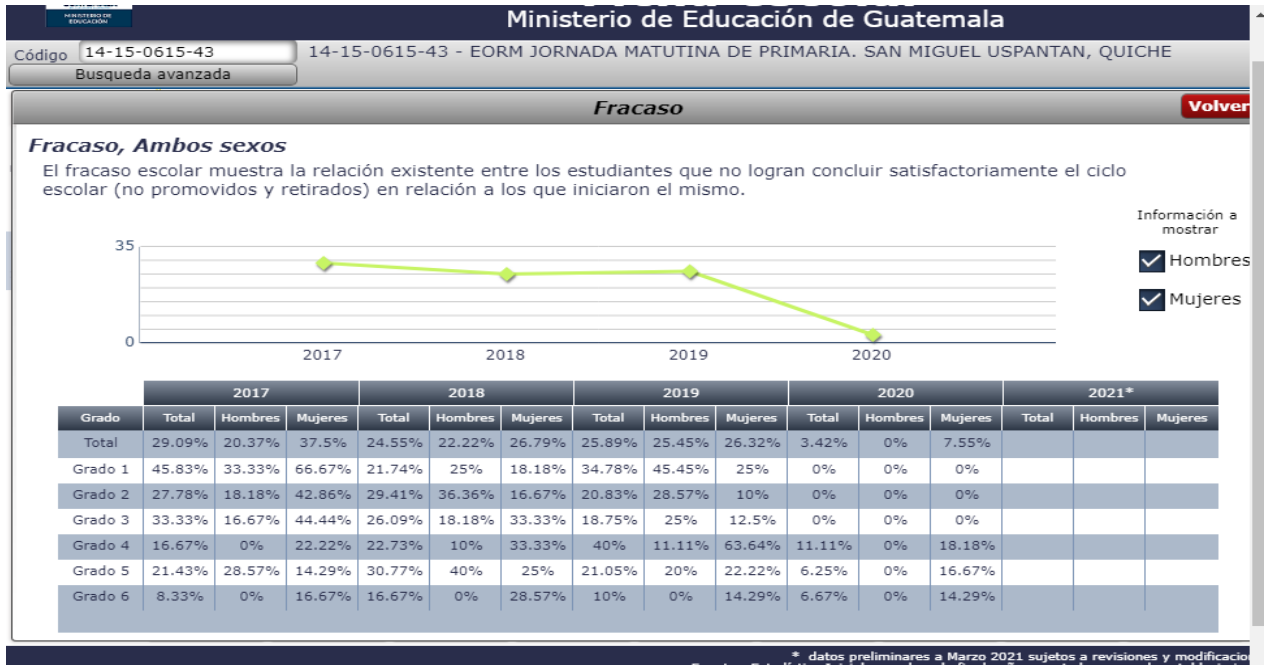 MINISTERIO DE
EDUCACIÓN
Ministerio de Educación de Guatemala
Código 14-15-0615-43 14-15-0615-43 - EORM JORNADA MATUTINA DE PRIMARIA. SAN MIGUEL USPANTAN, QUICHE
Busqueda avanzada
Fracaso Volver
Fracaso, Ambos sexos
El fracaso escolar muestra la relación existente entre los estudiantes que no logran concluir satisfactoriamente el ciclo
escolar (no promovidos y retirados) en relación a los que iniciaron el mismo.
Información a
mostrar
Hombres
Mujeres
35
0
2017 2018 2019 2020
2017 2018 2019 2020 2021*
Grado Total Hombres Mujeres Total Hombres Mujeres Total Hombres Mujeres Total Hombres Mujeres Total Hombres Mujeres
Total 29.09% 20.37% 37.5% 24.55% 22.22% 26.79% 25.89% 25.45% 26.32% 3.42% 0% 7.55%
Grado 1 45.83% 33.33% 66.67% 21.74% 25% 18.18% 34.78% 45.45% 25% 0% 0% 0%
Grado 2 27.78% 18.18% 42.86% 29.41% 36.36% 16.67% 20.83% 28.57% 10% 0% 0% 0%
Grado 3 33.33% 16.67% 44.44% 26.09% 18.18% 33.33% 18.75% 25% 12.5% 0% 0% 0%
Grado 4 16.67% 0% 22.22% 22.73% 10% 33.33% 40% 11.11% 63.64% 11.11% 0% 18.18%
Grado 5 21.43% 28.57% 14.29% 30.77% 40% 25% 21.05% 20% 22.22% 6.25% 0% 16.67%
Grado 6 8.33% 0% 16.67% 16.67% 0% 28.57% 10% 0% 14.29% 6.67% 0% 14.29%
* datos preliminares a Marzo 2021 sujetos a revisiones y modificacio